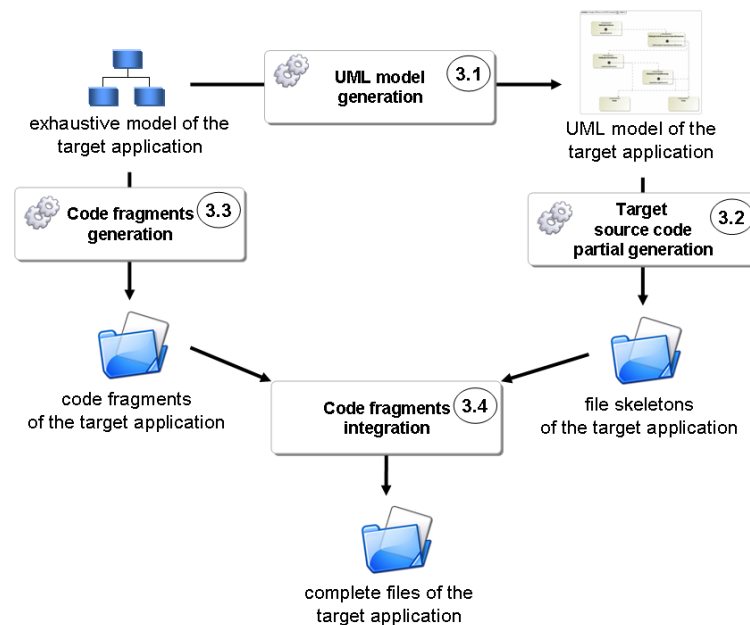 UML model
generation
3.1
exhaustive model of the
target application
UML model of the
target application
Code fragments
generation
3.3
Target
source code
partial generation
3.2
code fragments
of the target application
Code fragments
integration
3.4
file skeletons
of the target application
complete files of the
target application